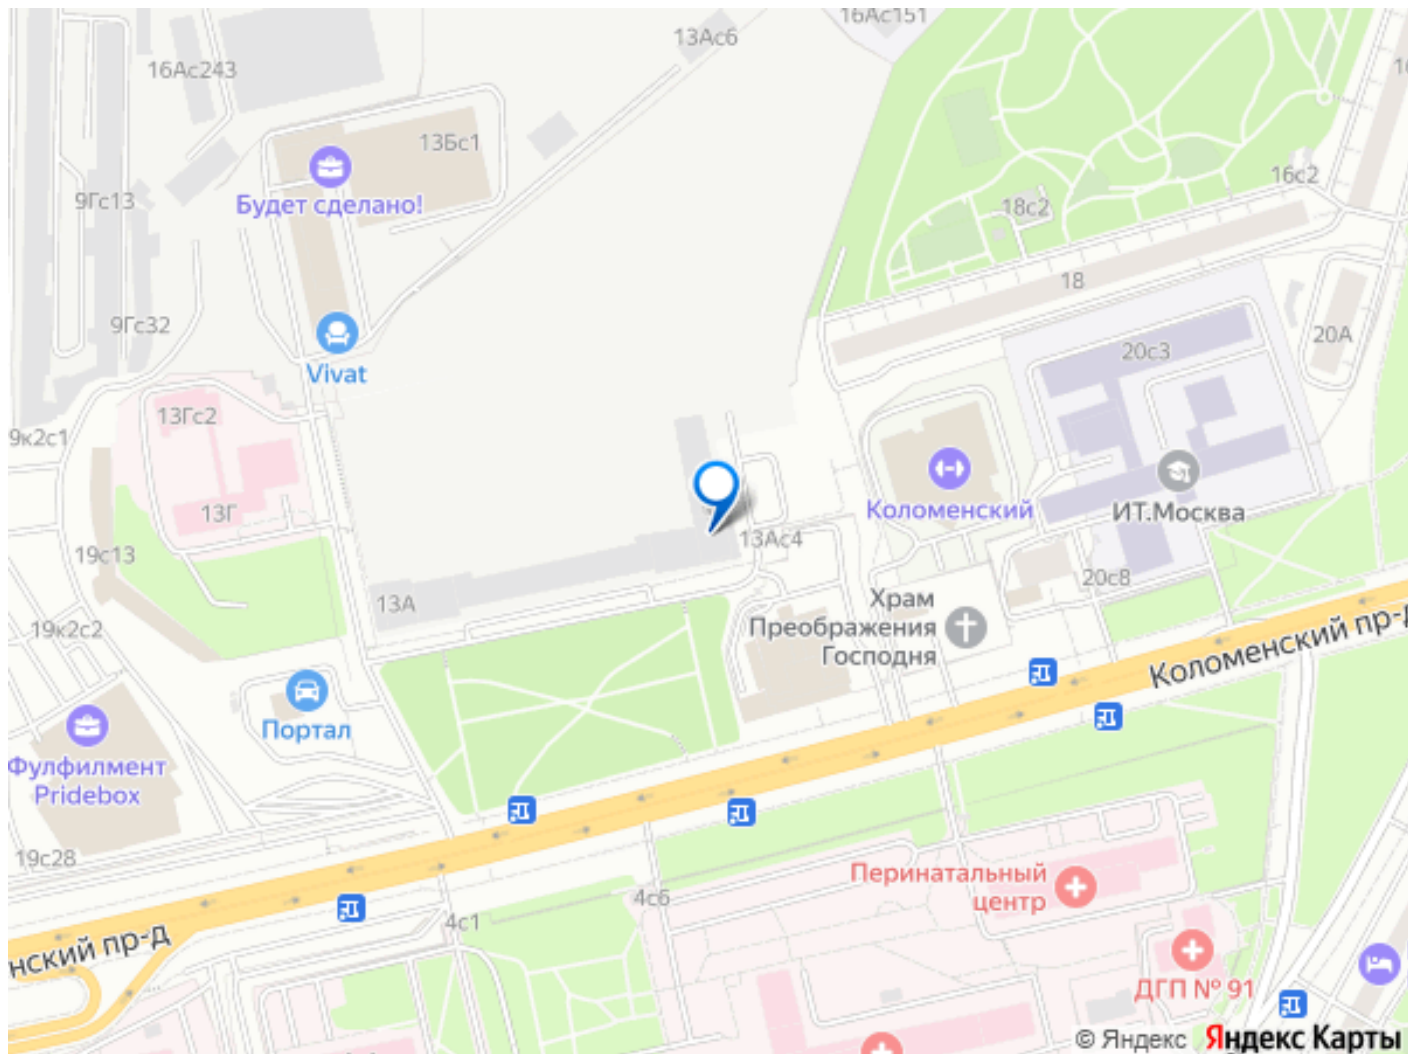 16Ас151
13Ас6
16Ас243
13Бс1
16с2
9Гс13
Будет сделано!
18с2
18
9Гс32
20А
20с3
Vivat
13Гс2
9к2с1
Коломенский
ИТ.Москва
13Г
13Ас4
19с13
20с8
13А
Храм
Преображения
Господня
19к2с2
Коломенский пр-д
Портал
Фулфилмент
Pridebox
19с28
Перинатальный
центр
4с6
4с1
нский пр-д
ДГП № 91
© Яндекс Яндекс Карты